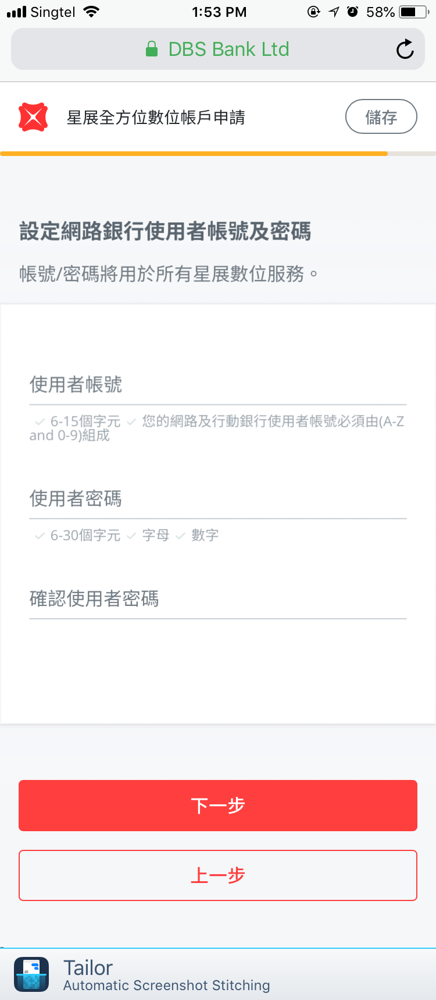 Singtel 1:53 PM 58%
DBS Bank Ltd
星展全方位數位帳戶申請 儲存
設定網路銀行使用者帳號及密碼
帳號/密碼將用於所有星展數位服務。
使用者帳號
6-15個字元 您的網路及行動銀行使用者帳號必須由(A-Z
and 0-9)組成
使用者密碼
6-30個字元 字母 數字
確認使用者密碼
下一步
上一步
Tailor
Automatic Screenshot Stitching